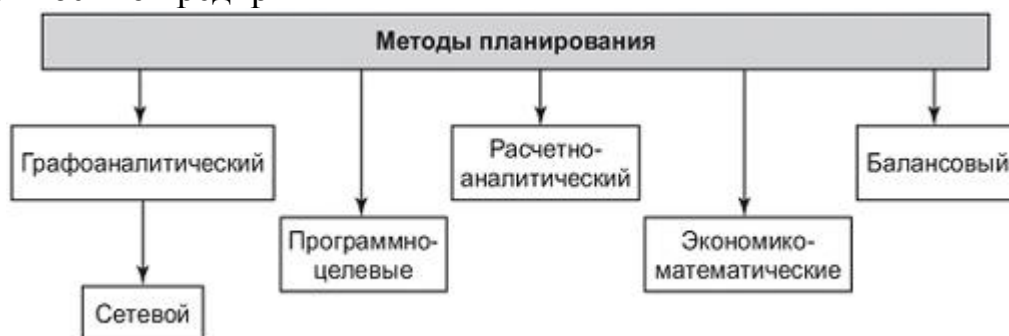 Методы планирования
Графоаналитический
Расчетно-
аналитический
Балансовый
Программно-
целевые
Экономико-
математические
Сетевой